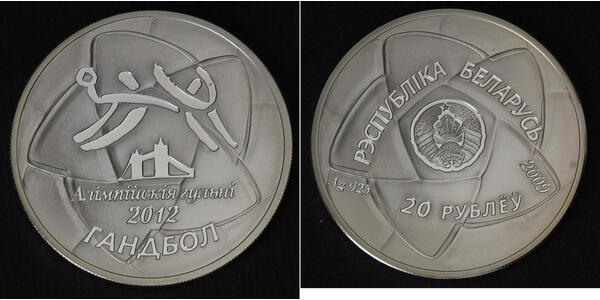 Алімпійскія гульні
2012
ГАНДБОЛ
РЭСПУБЛІКА БЕЛАРУСЬ
Ag 925
2009
20 РУБЛЁЎ